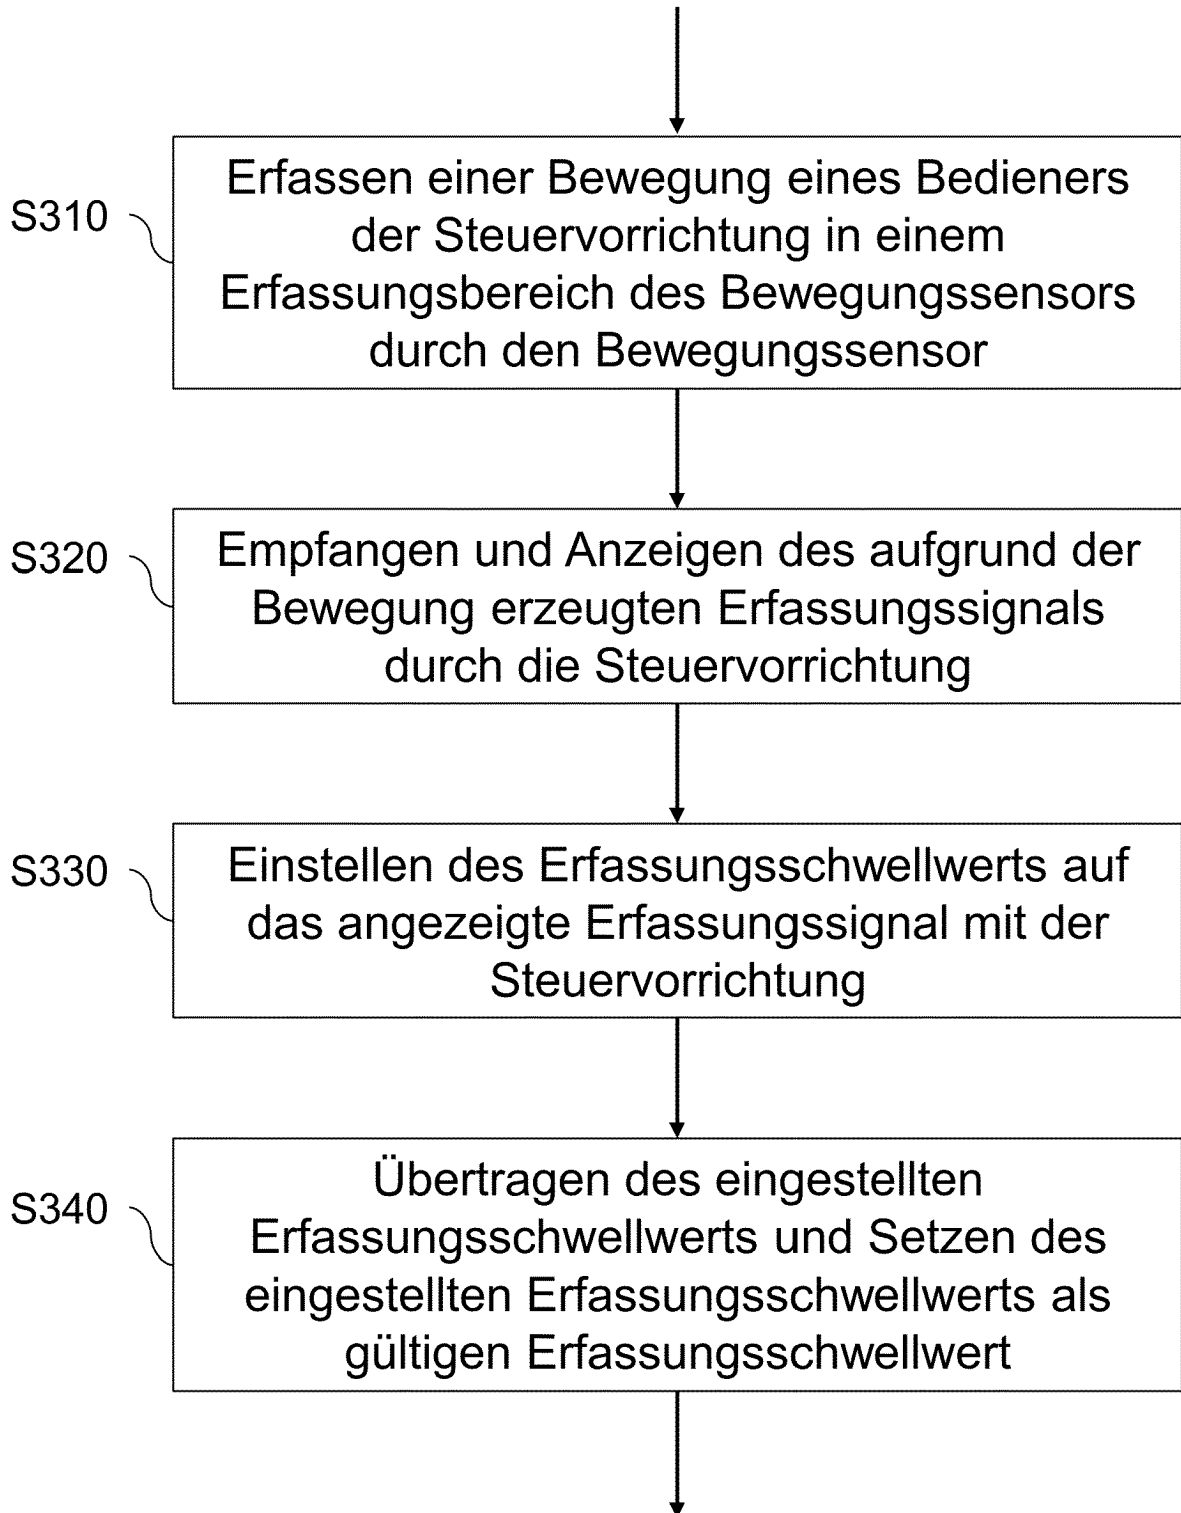 S310
Erfassen einer Bewegung eines Bedieners
der Steuervorrichtung in einem
Erfassungsbereich des Bewegungssensors
durch den Bewegungssensor
S320
Empfangen und Anzeigen des aufgrund der
Bewegung erzeugten Erfassungssignals
durch die Steuervorrichtung
S330
Einstellen des Erfassungsschwellwerts auf
das angezeigte Erfassungssignal mit der
Steuervorrichtung
S340
Übertragen des eingestellten
Erfassungsschwellwerts und Setzen des
eingestellten Erfassungsschwellwerts als
gültigen Erfassungsschwellwert